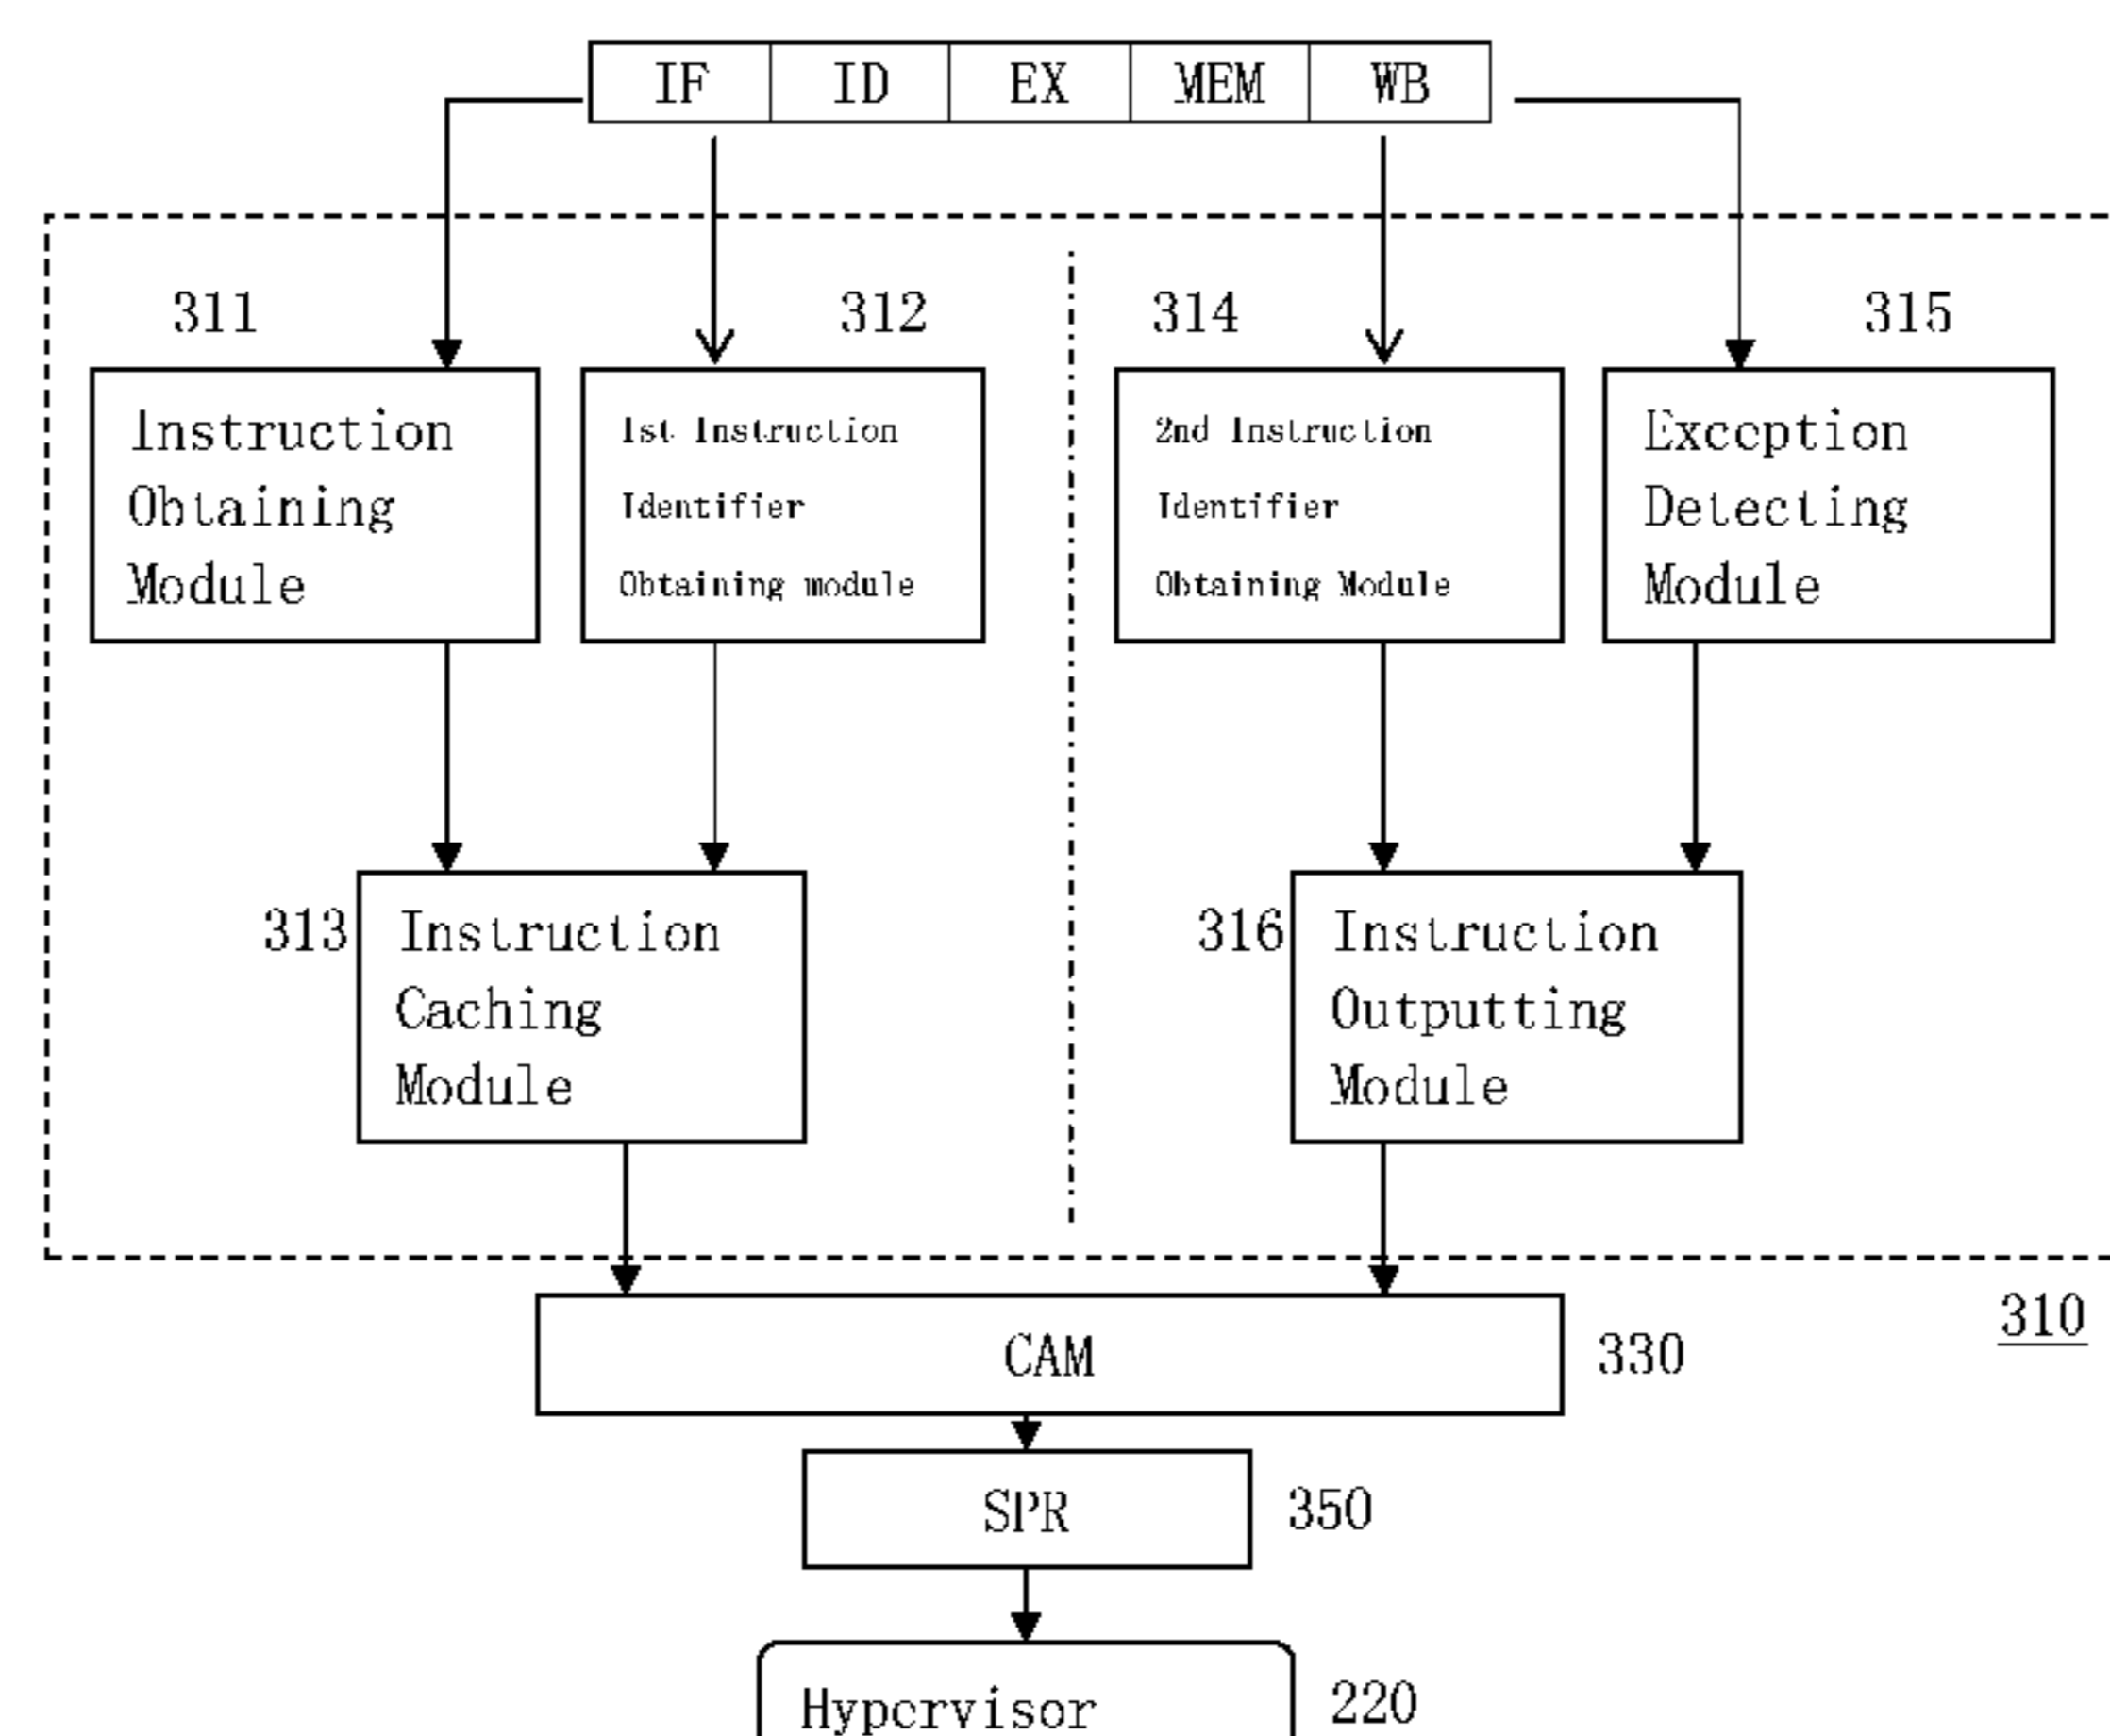 IF ID EX MEM WB
311
312
314
315
Instruction
Obtaining
Module
1st Instruction
Identifier
Obtaining module
2nd Instruction
Identifier
Obtaining Module
Exception
Detecting
Module
313
Instruction
Caching
Module
316
Instruction
Outputting
Module
CAM
330
310
SPR
350
Hypervisor
220